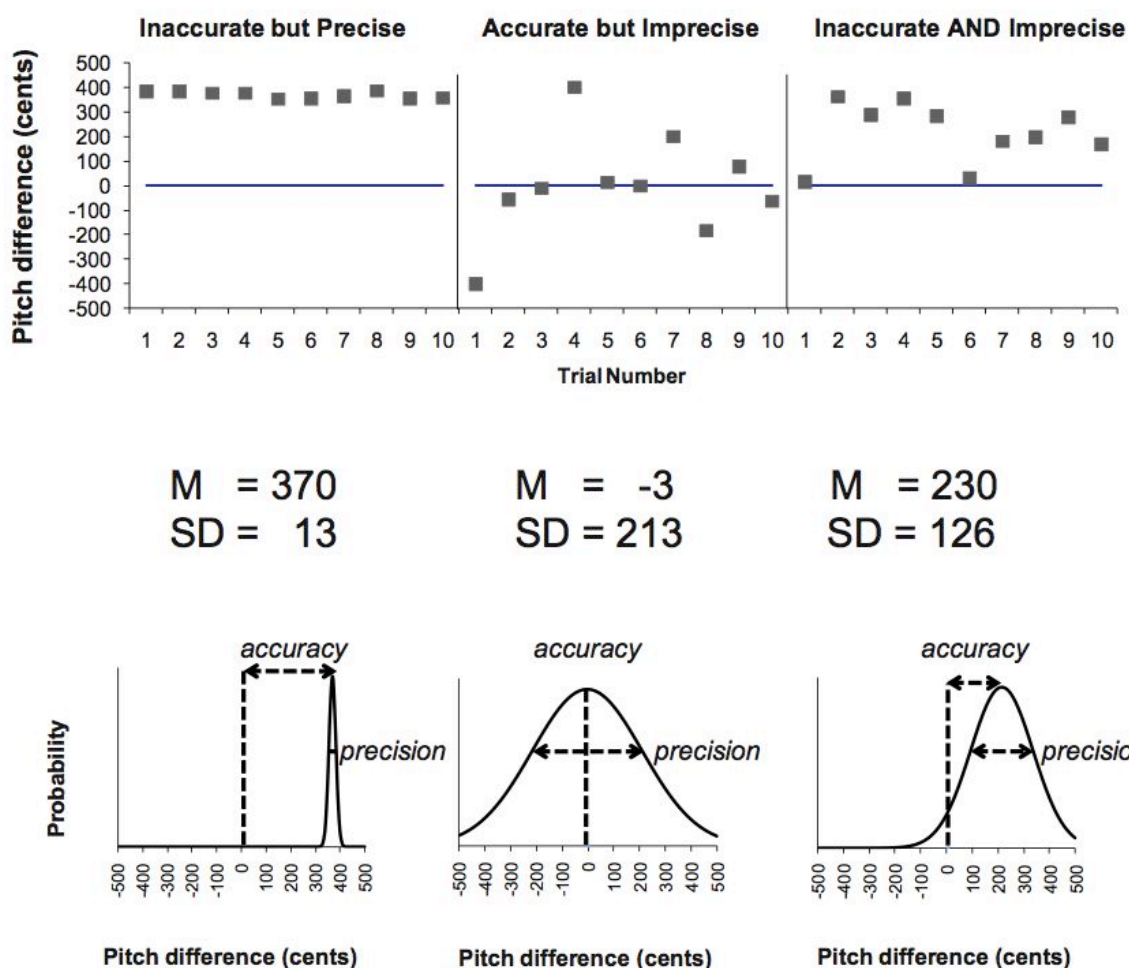 Inaccurate but Precise
Accurate but Imprecise
Inaccurate AND Imprecise
Pitch difference (cents)
500
400
300
200
100
0
-100
-200
-300
-400
-500
1 2 3 4 5 6 7 8 9 10
1 2 3 4 5 6 7 8 9 10
1 2 3 4 5 6 7 8 9 10
Trial Number
M = 370
SD = 13
M = -3
SD = 213
M = 230
SD = 126
accuracy
precision
accuracy
precision
accuracy
precisio
Probability
-500 -400 -300 -200 -100 0 100 200 300 400 500
-500 -400 -300 -200 -100 0 100 200 300 400 500
-500 -400 -300 -200 -100 0 100 200 300 400 500
Pitch difference (cents)
Pitch difference (cents)
Pitch difference (cents)